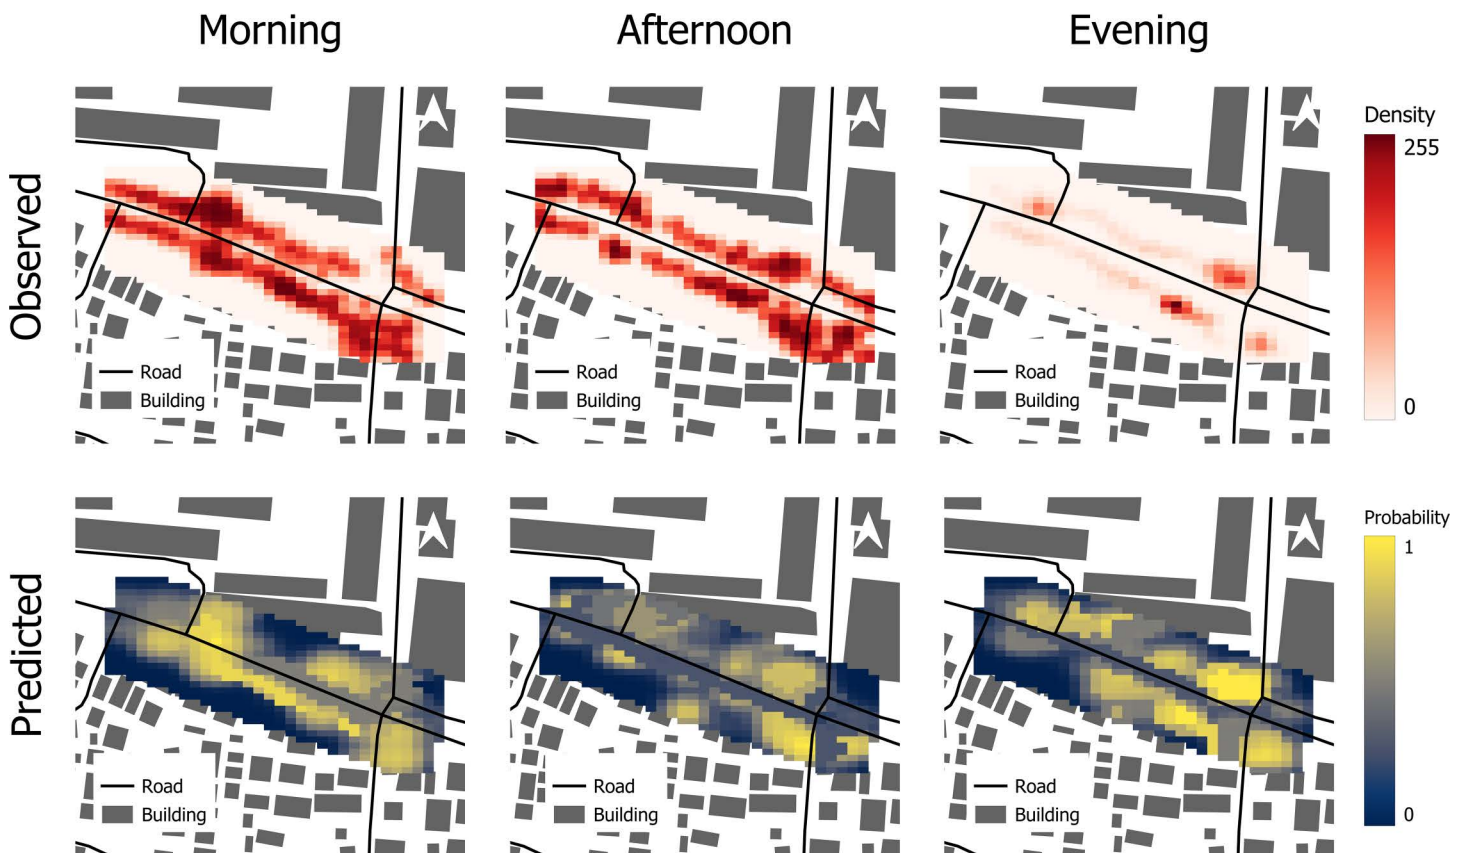 Morning Afternoon Evening
Observed
Density
255
0
Road
Building
Road
Building
Road
Building
Predicted
Probability
1
0
Road
Building
Road
Building
Road
Building